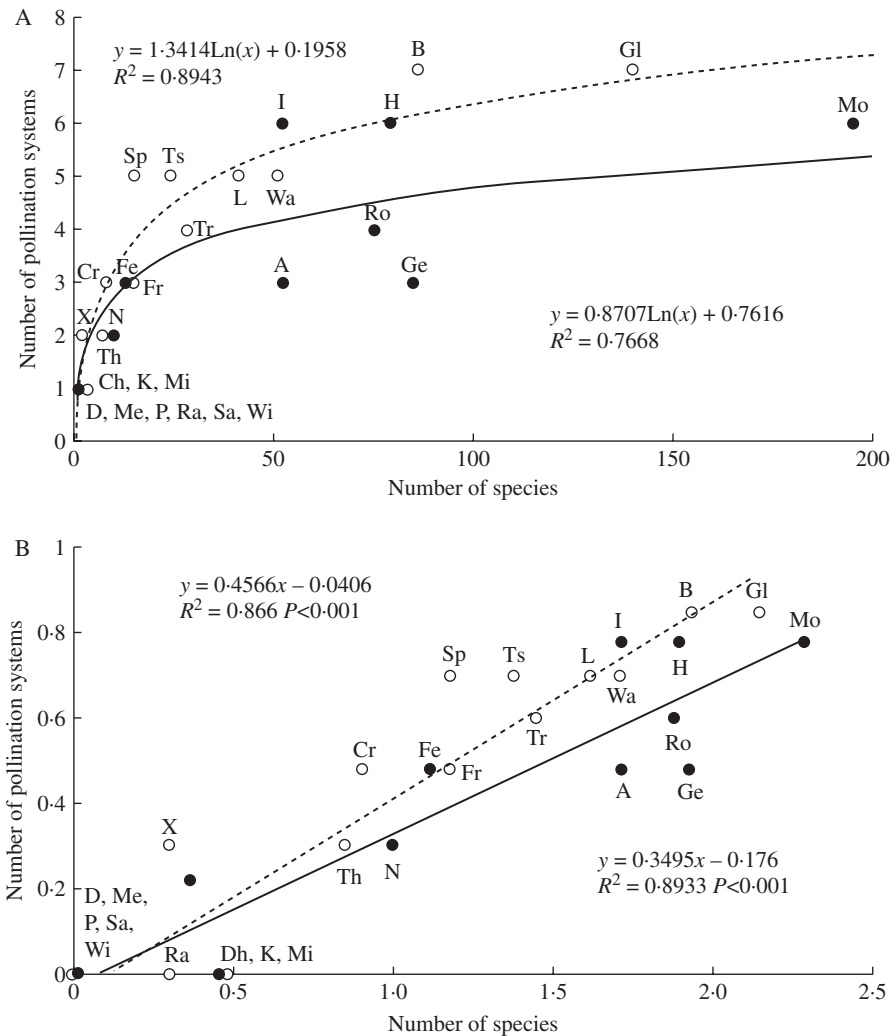 A
y = 1·3414Ln(x) + 0·1958
R² = 0·8943
B
Gl
I
H
Mo
Sp
Ts
L
Wa
Ro
Tr
Cr
Fe
Fr
A
Ge
X
N
Th
y = 0·8707Ln(x) + 0·7616
R² = 0·7668
Ch, K, Mi
D, Me, P, Ra, Sa, Wi
Number of pollination systems
8
7
6
5
4
3
2
1
0
0
50
100
150
200
Number of species
B
y = 0·4566x – 0·0406
R² = 0·866 P<0·001
B
Gl
I
Mo
Sp
Ts
L
H
Wa
Tr
Ro
Cr
Fe
Fr
A
Ge
X
Th
N
y = 0·3495x – 0·176
R² = 0·8933 P<0·001
D, Me,
P, Sa,
Wi
Ra
Dh, K, Mi
Number of pollination systems
1
0·8
0·6
0·4
0·2
0
0
0·5
1·0
1·5
2·0
2·5
Number of species